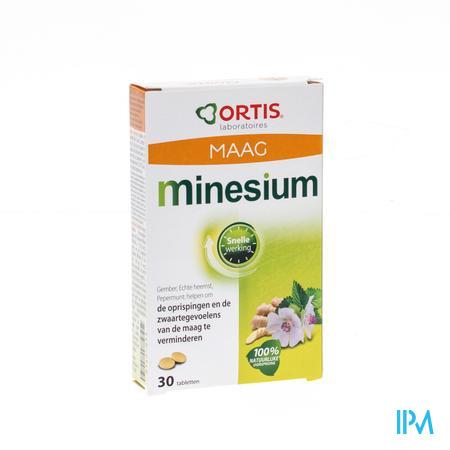 ORTIS®
laboratoires
MAAG
minesium
Snelle
werking
Gember, Echte heemst,
Pepermunt helpen om
de oprispingen en de
zwaartegevoelens
van de maag te
verminderen
100%
NATUURLIJKE
OORSPRONG
30 tabletten
IPM